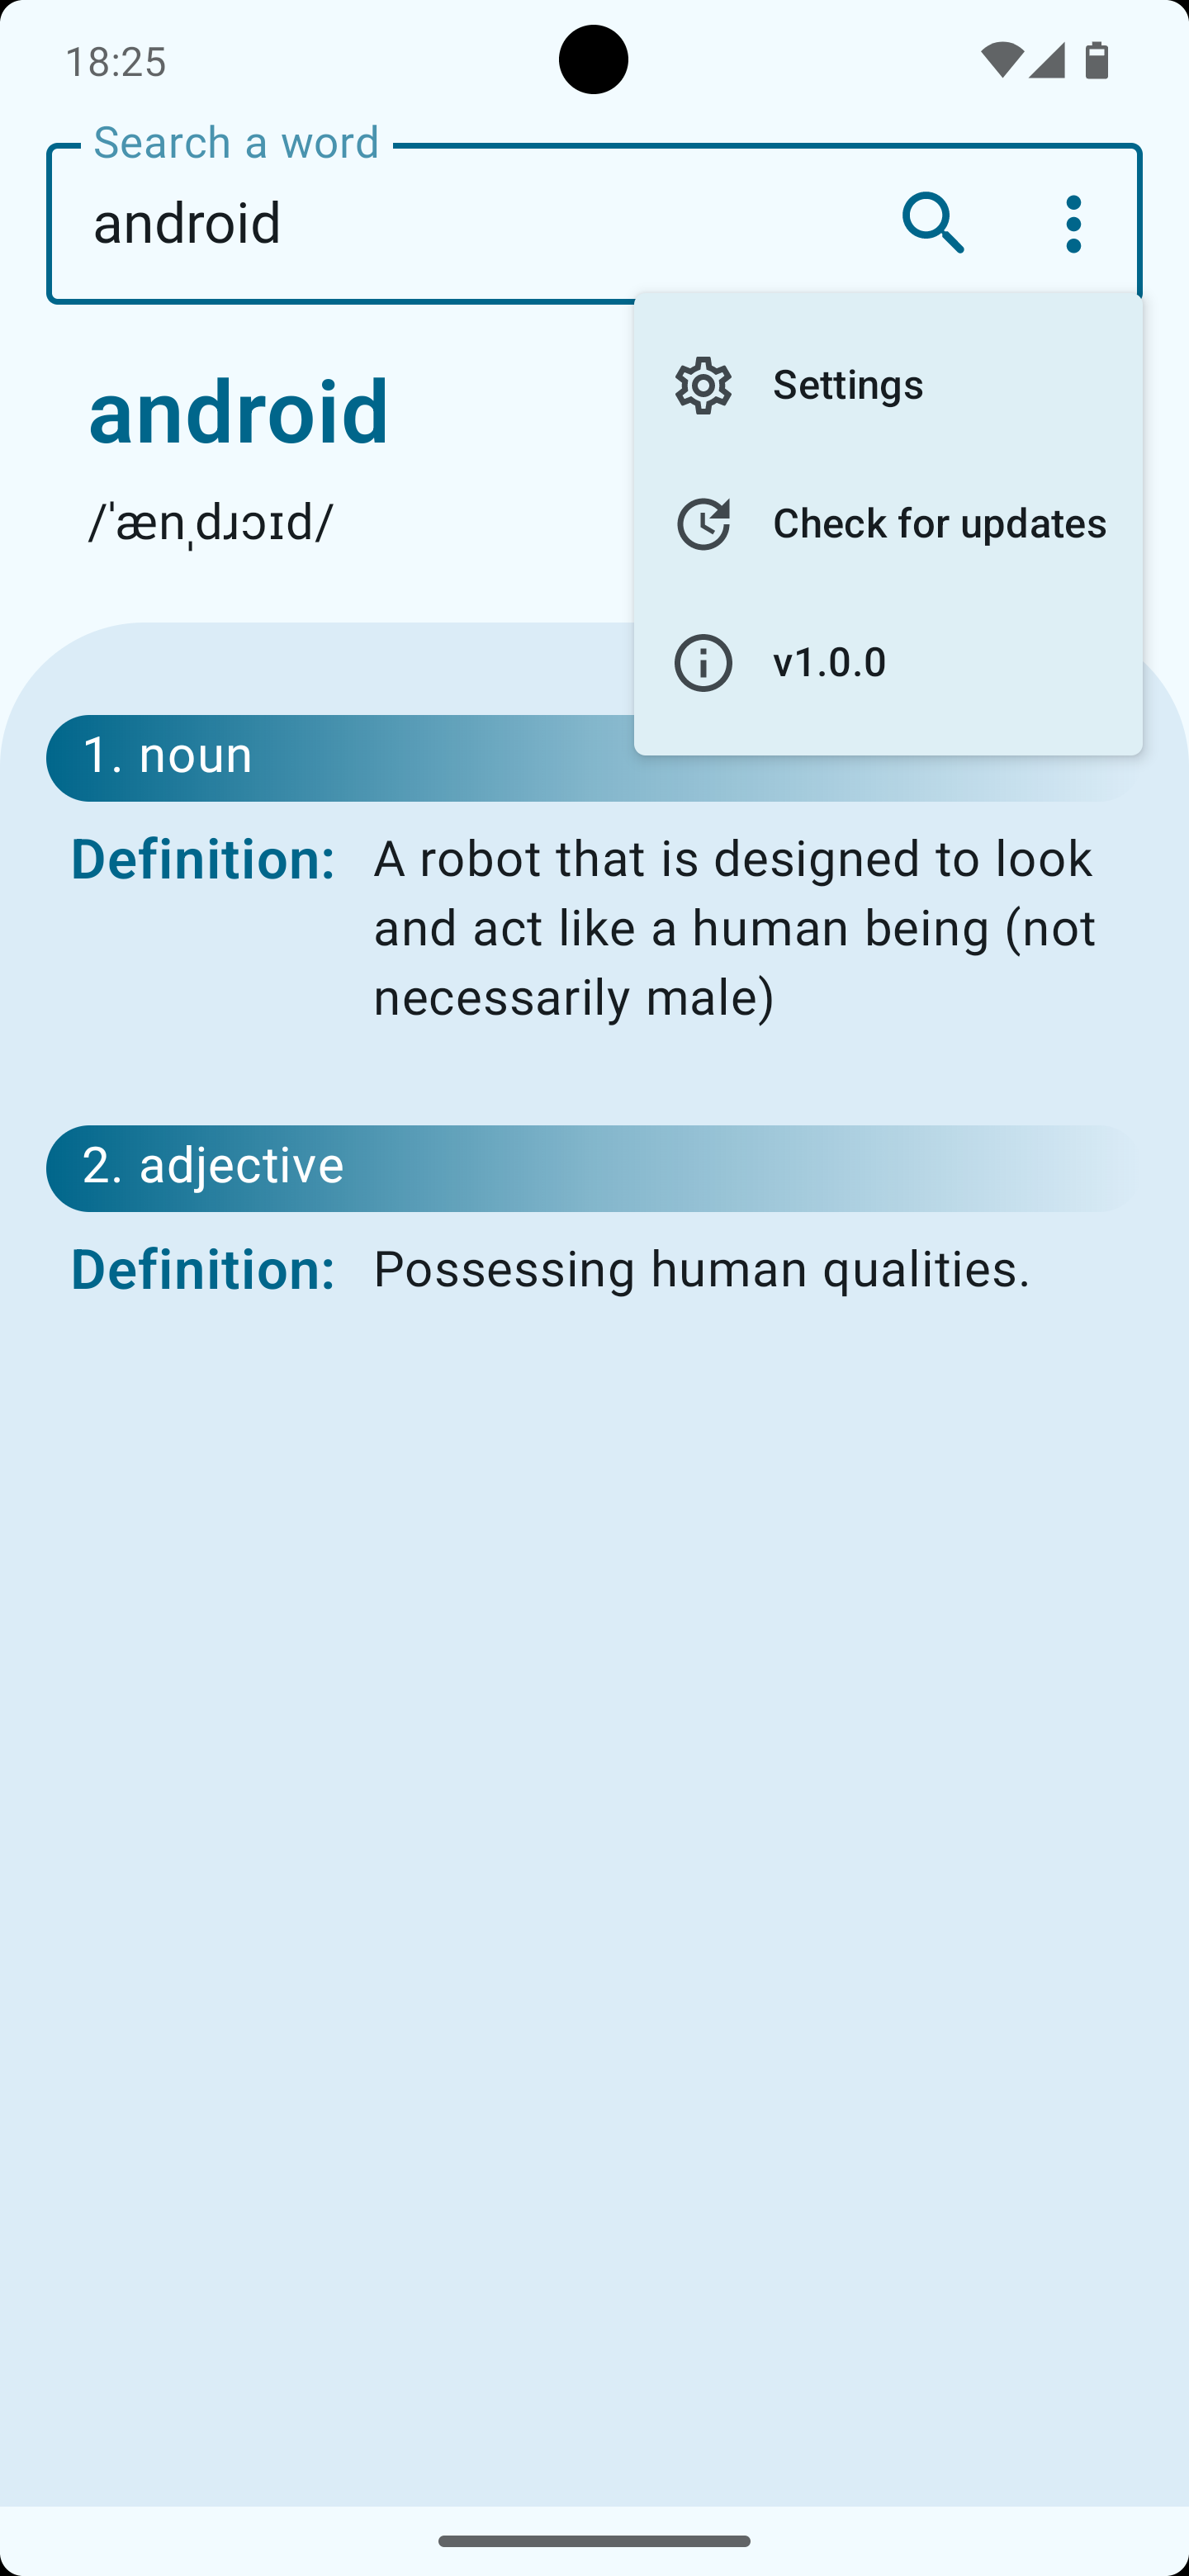 18:25
Search a word
android
Settings
Check for updates
v1.0.0
android
/ˈænˌdɹɔɪd/
1. noun
Definition: A robot that is designed to look
and act like a human being (not
necessarily male)
2. adjective
Definition: Possessing human qualities.